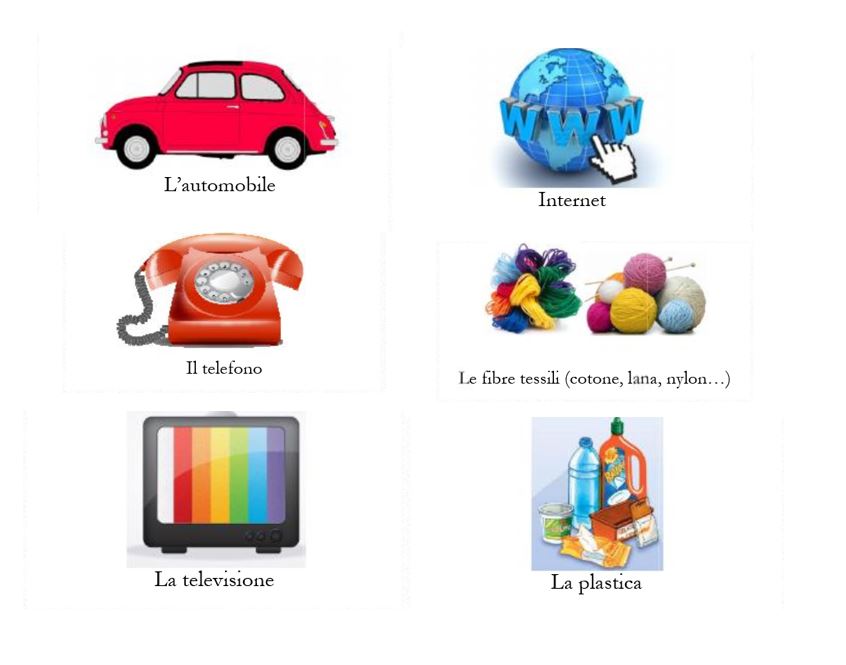 L'automobile
WWW
Internet
Il telefono
Le fibre tessili (cotone, lana, nylon...)
La televisione
La plastica